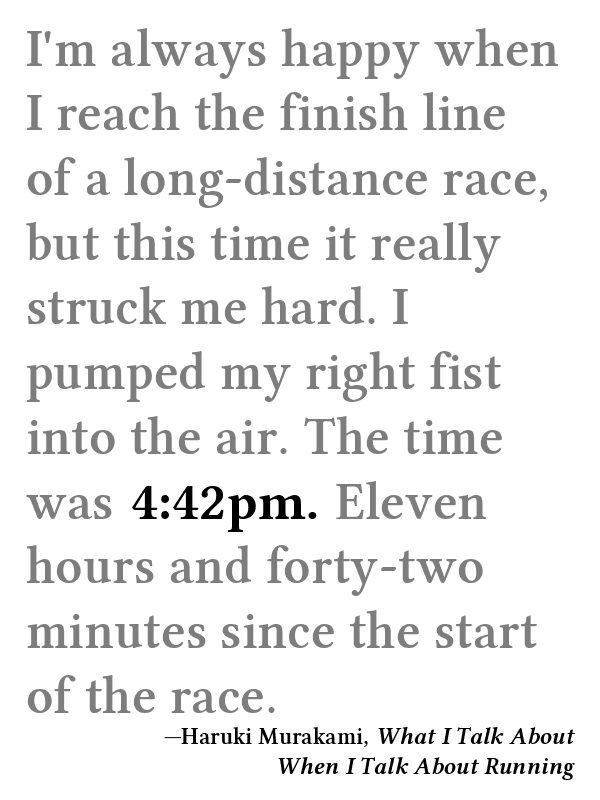 I'm always happy when
I reach the finish line
of a long-distance race,
but this time it really
struck me hard. I
pumped my right fist
into the air. The time
was 4:42pm. Eleven
hours and forty-two
minutes since the start
of the race.
—Haruki Murakami, What I Talk About
When I Talk About Running